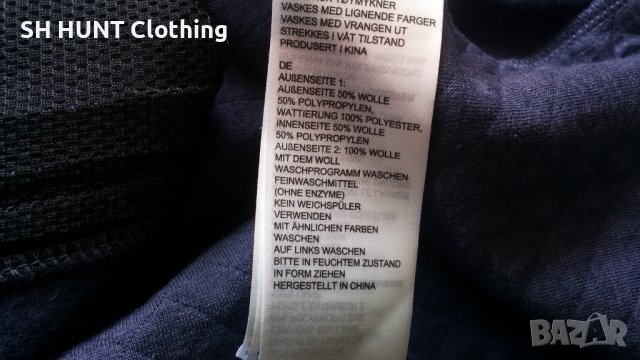 SH HUNT Clothing
VASKES MED LIGNENDE FARGER
VASKES MED VRANGEN UT
STREKKES I VÅT TILSTAND
PRODUSERT I KINA
DE
AUẞENSEITE 1:
AUẞENSEITE 50% WOLLE
50% POLYPROPYLEN,
WATTIERUNG 100% POLYESTER,
INNENSEITE 50% WOLLE,
50% POLYPROPYLEN
AUẞENSEITE 2: 100% WOLLE
MIT DEM WOLL
WASCHPROGRAMM WASCHEN
FEINWASCHMITTEL
(OHNE ENZYME)
KEIN WEICHSPÜLER
VERWENDEN
MIT ÄHNLICHEN FARBEN
WASCHEN
AUF LINKS WASCHEN
BITTE IN FEUCHTEM ZUSTAND
IN FORM ZIEHEN
HERGESTELLT IN CHINA
BAZAR